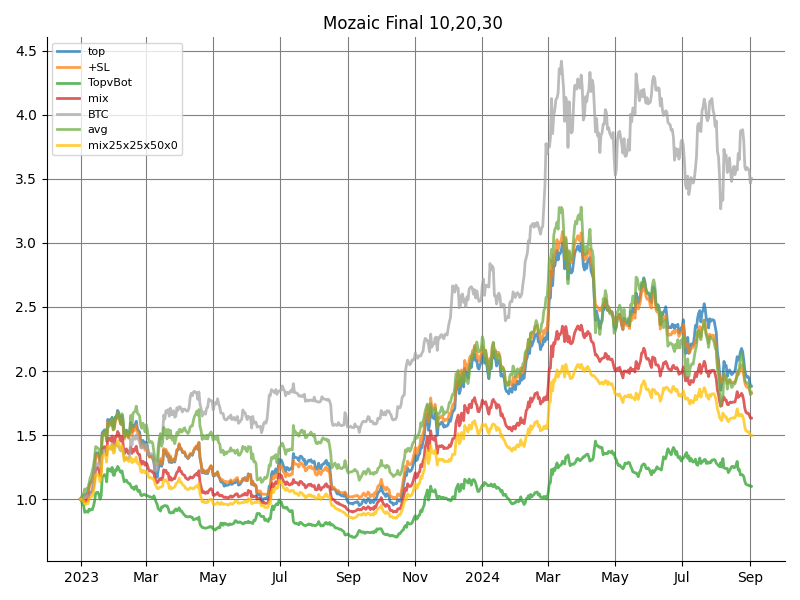 Mozaic Final 10,20,30
4.5
4.0
3.5
3.0
2.5
2.0
1.5
1.0
top
+SL
TopvBot
mix
BTC
avg
mix25x25x50x0
2023 Mar May Jul Sep Nov 2024 Mar May Jul Sep